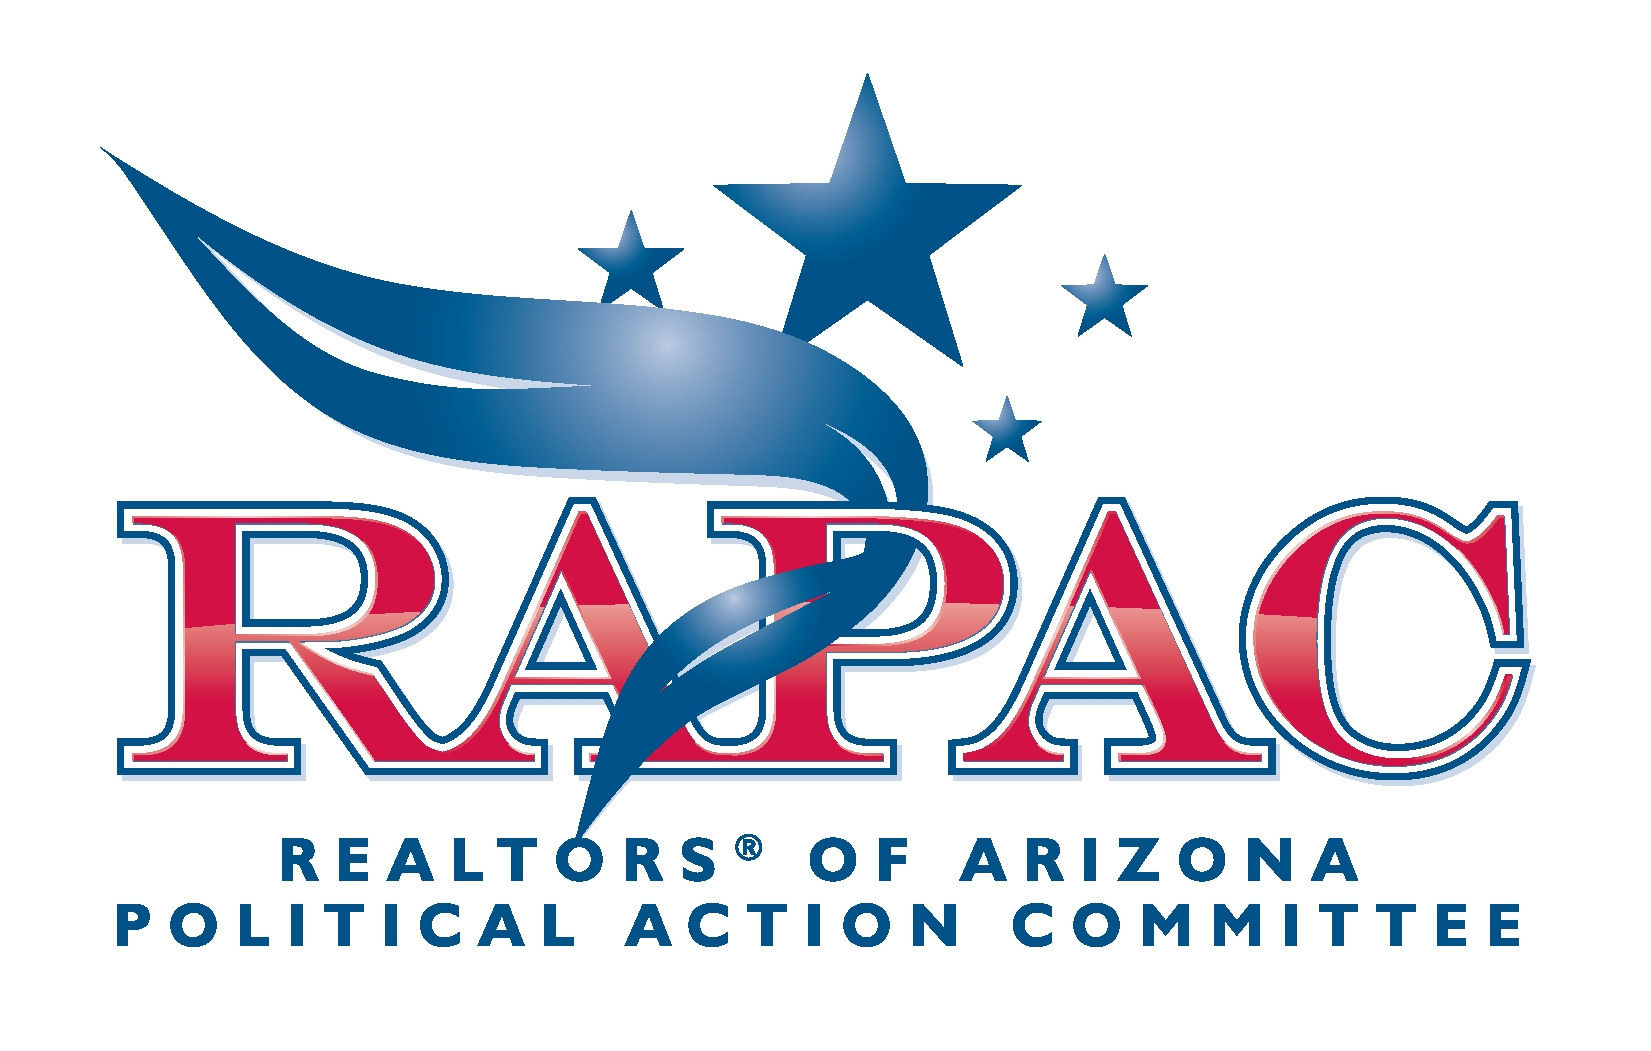 RAPAC
REALTORS® OF ARIZONA
POLITICAL ACTION COMMITTEE